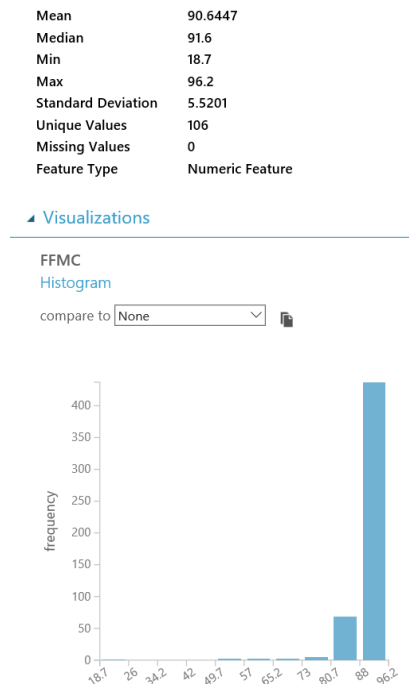 Mean 90.6447
Median 91.6
Min 18.7
Max 96.2
Standard Deviation 5.5201
Unique Values 106
Missing Values 0
Feature Type Numeric Feature
Visualizations
FFMC
Histogram
compare to None
frequency
400
350
300
250
200
150
100
50
0
18.7 26 34.2 42 49.7 57 65.2 73 80.7 88 96.2